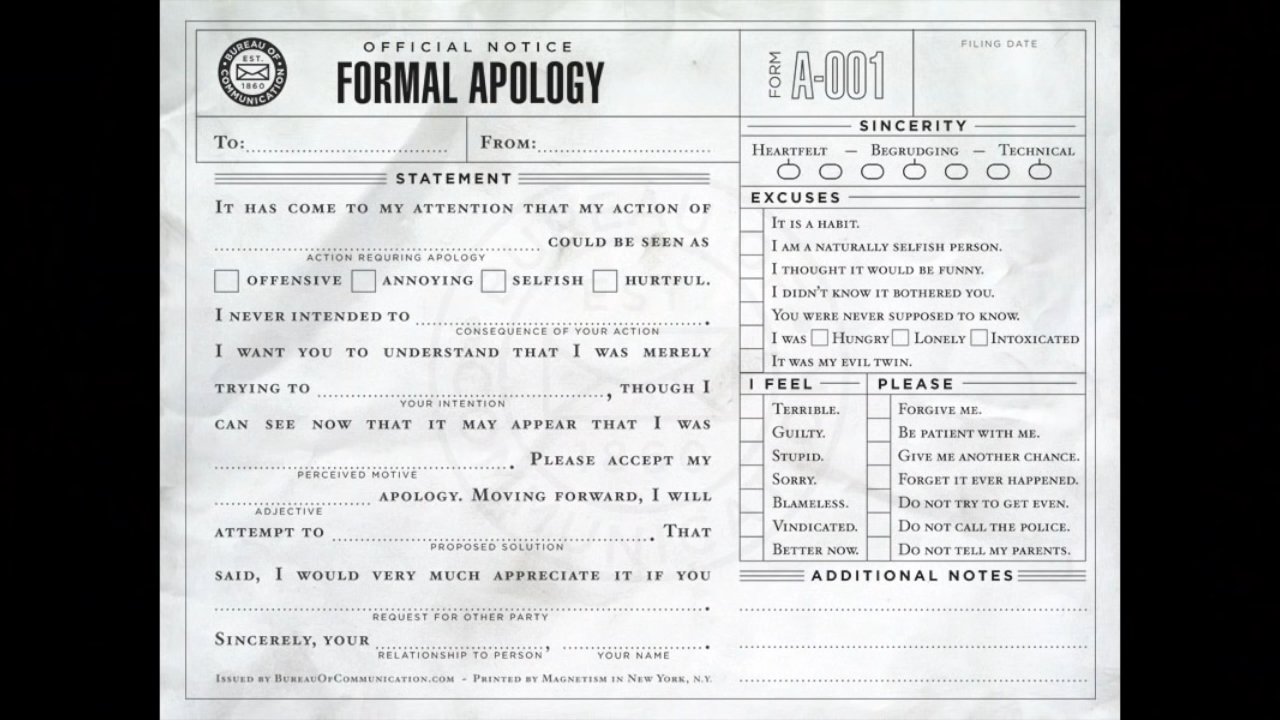 BUREAU OF COMMUNICATION
EST.
1860
OFFICIAL NOTICE
FORMAL APOLOGY
FORM A-001
FILING DATE
To:
From:
STATEMENT
It has come to my attention that my action of
could be seen as
ACTION REQURING APOLOGY
OFFENSIVE ANNOYING SELFISH HURTFUL.
I never intended to .
CONSEQUENCE OF YOUR ACTION
I want you to understand that I was merely
trying to , though I
YOUR INTENTION
can see now that it may appear that I was
. Please accept my
PERCEIVED MOTIVE
apology. Moving forward, I will
ADJECTIVE
attempt to . That
PROPOSED SOLUTION
said, I would very much appreciate it if you
.
REQUEST FOR OTHER PARTY
Sincerely, your , .
RELATIONSHIP TO PERSON YOUR NAME
Issued by BureauOfCommunication.com - Printed by Magnetism in New York, N.Y.
SINCERITY
Heartfelt — Begrudging — Technical
EXCUSES
It is a habit.
I am a naturally selfish person.
I thought it would be funny.
I didn't know it bothered you.
You were never supposed to know.
I was Hungry Lonely Intoxicated
It was my evil twin.
I FEEL
Terrible.
Guilty.
Stupid.
Sorry.
Blameless.
Vindicated.
Better now.
PLEASE
Forgive me.
Be patient with me.
Give me another chance.
Forget it ever happened.
Do not try to get even.
Do not call the police.
Do not tell my parents.
ADDITIONAL NOTES